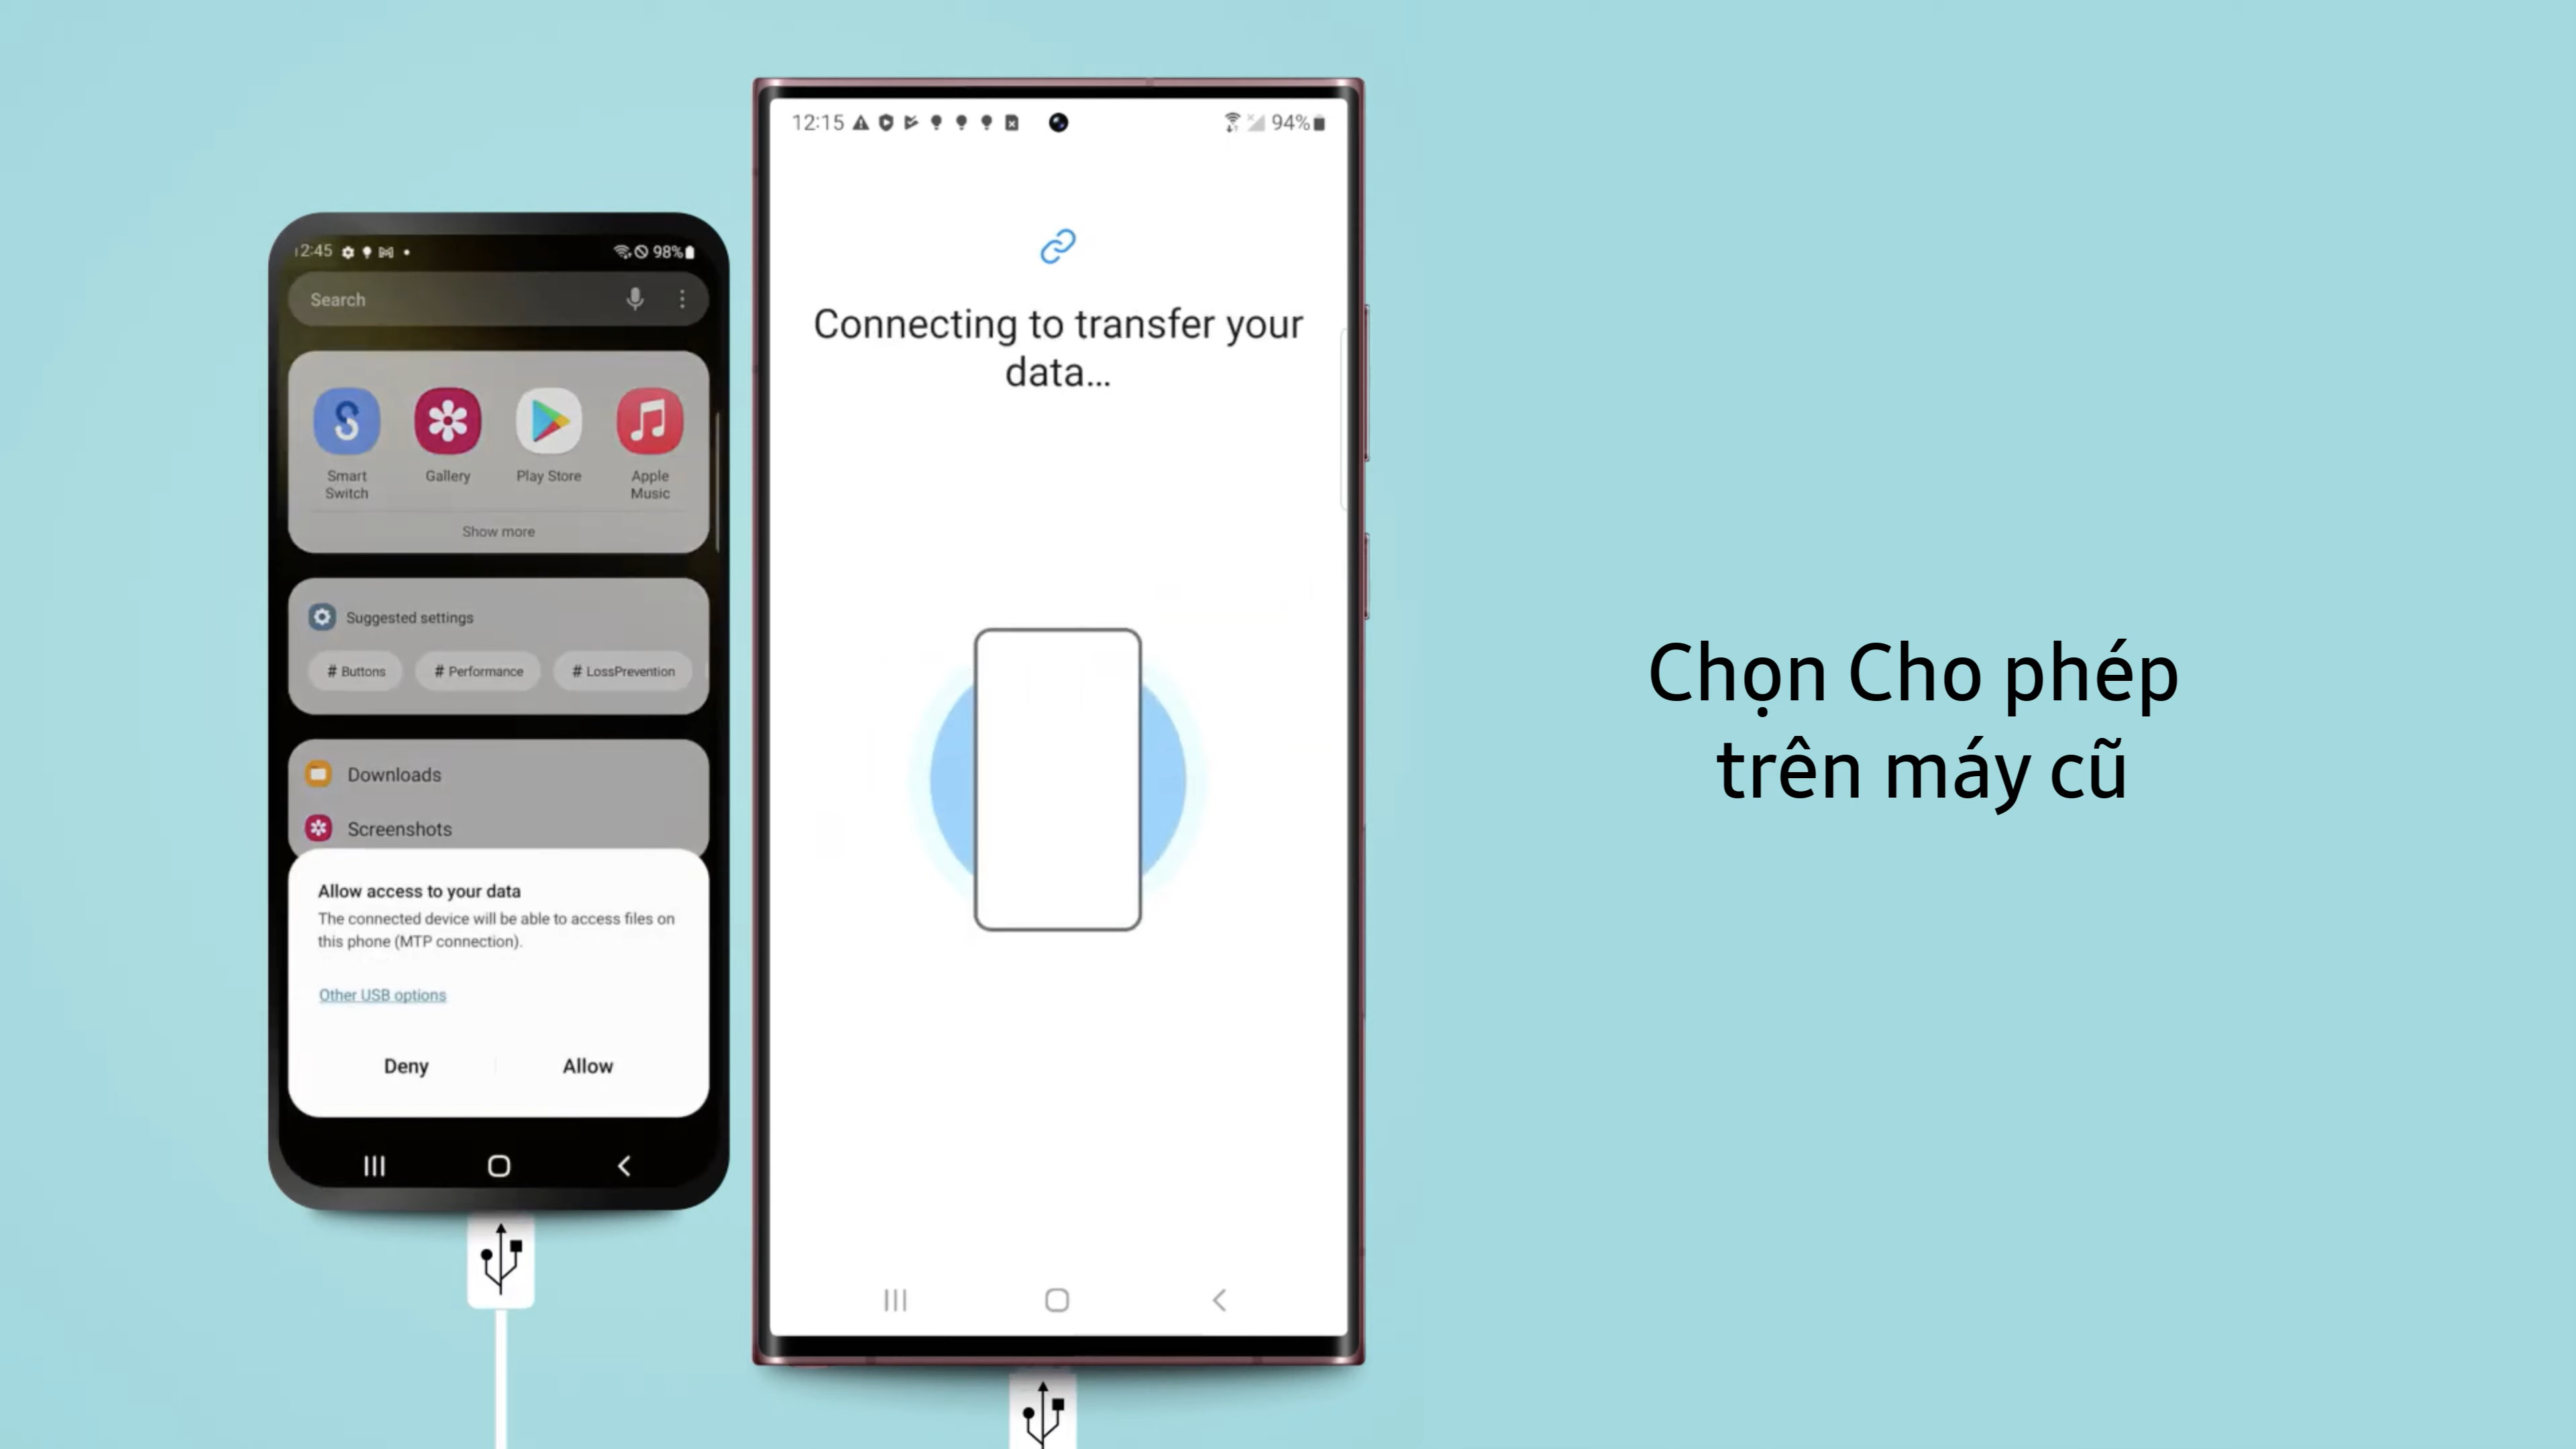 12:45
98%
Search
Smart
Switch
Gallery
Play Store
Apple
Music
Show more
Suggested settings
# Buttons
# Performance
# LossPrevention
Downloads
Screenshots
Allow access to your data
The connected device will be able to access files on
this phone (MTP connection).
Other USB options
Deny
Allow
12:15
94%
Connecting to transfer your
data...
Chọn Cho phép
trên máy cũ